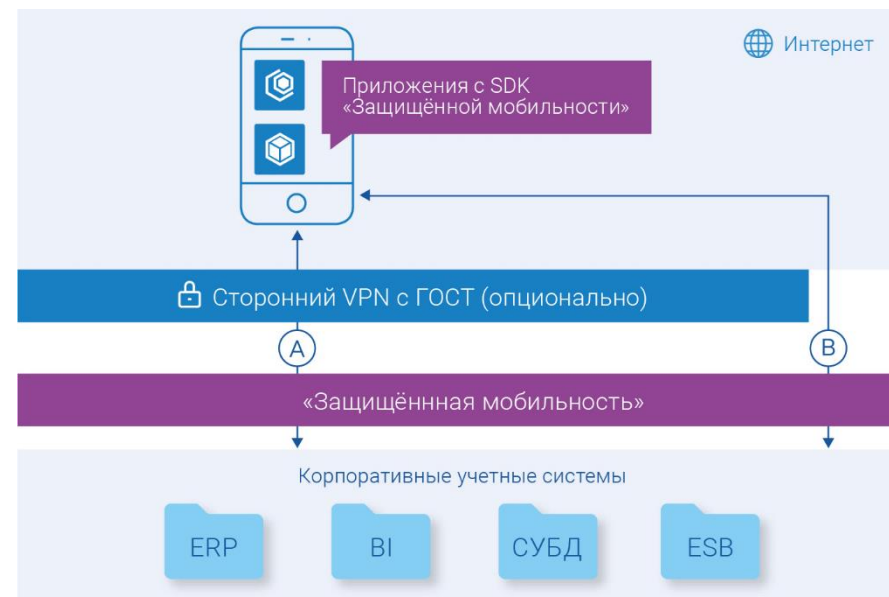 Интернет
Приложения с SDK
«Защищённой мобильности»
Сторонний VPN с ГОСТ (опционально)
A
B
«Защищённная мобильность»
Корпоративные учетные системы
ERP
BI
СУБД
ESB